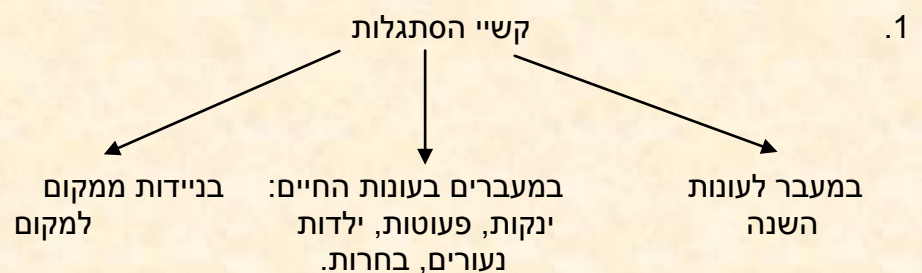 1. קשיי הסתגלות
במעבר לעונות
השנה
במעברים בעונות החיים:
ינקות, פעוטות, ילדות
נעורים, בחרות.
בניידות ממקום
למקום